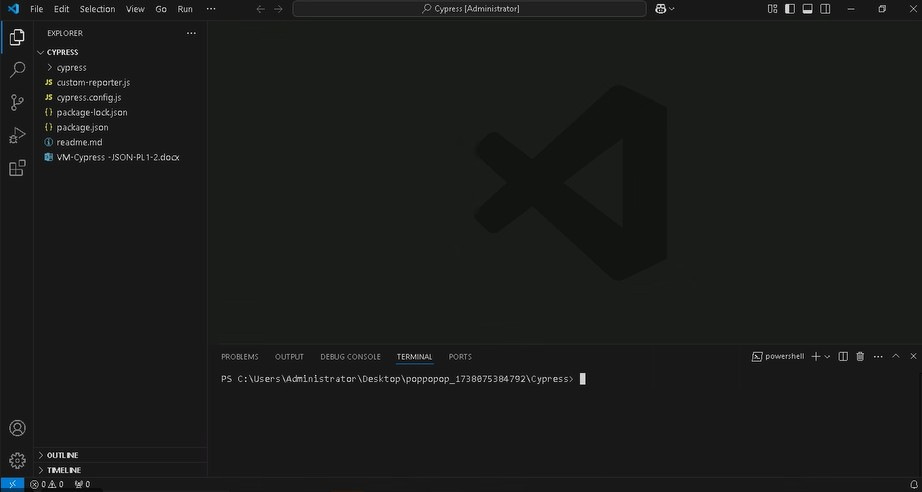 File Edit Selection View Go Run ···
Cypress [Administrator]
EXPLORER
CYPRESS
cypress
JS custom-reporter.js
JS cypress.config.js
{ } package-lock.json
{ } package.json
readme.md
VM-Cypress -JSON-PL1-2.docx
PROBLEMS OUTPUT DEBUG CONSOLE TERMINAL PORTS
powershell
PS C:\Users\Administrator\Desktop\poppopop_1738075384792\Cypress>
OUTLINE
TIMELINE
0 0 0